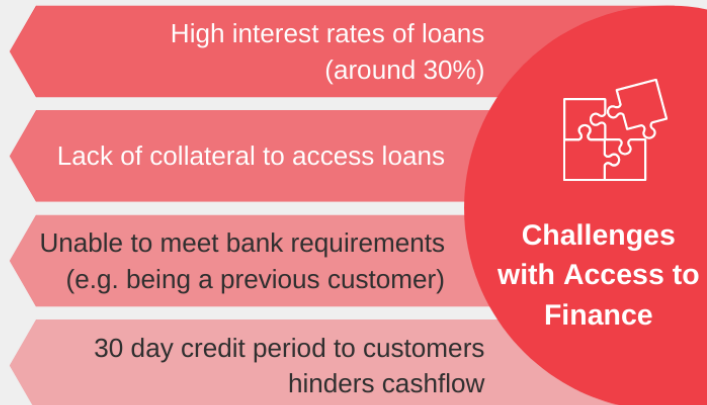 High interest rates of loans
(around 30%)
Lack of collateral to access loans
Unable to meet bank requirements
(e.g. being a previous customer)
30 day credit period to customers
hinders cashflow
Challenges
with Access to
Finance